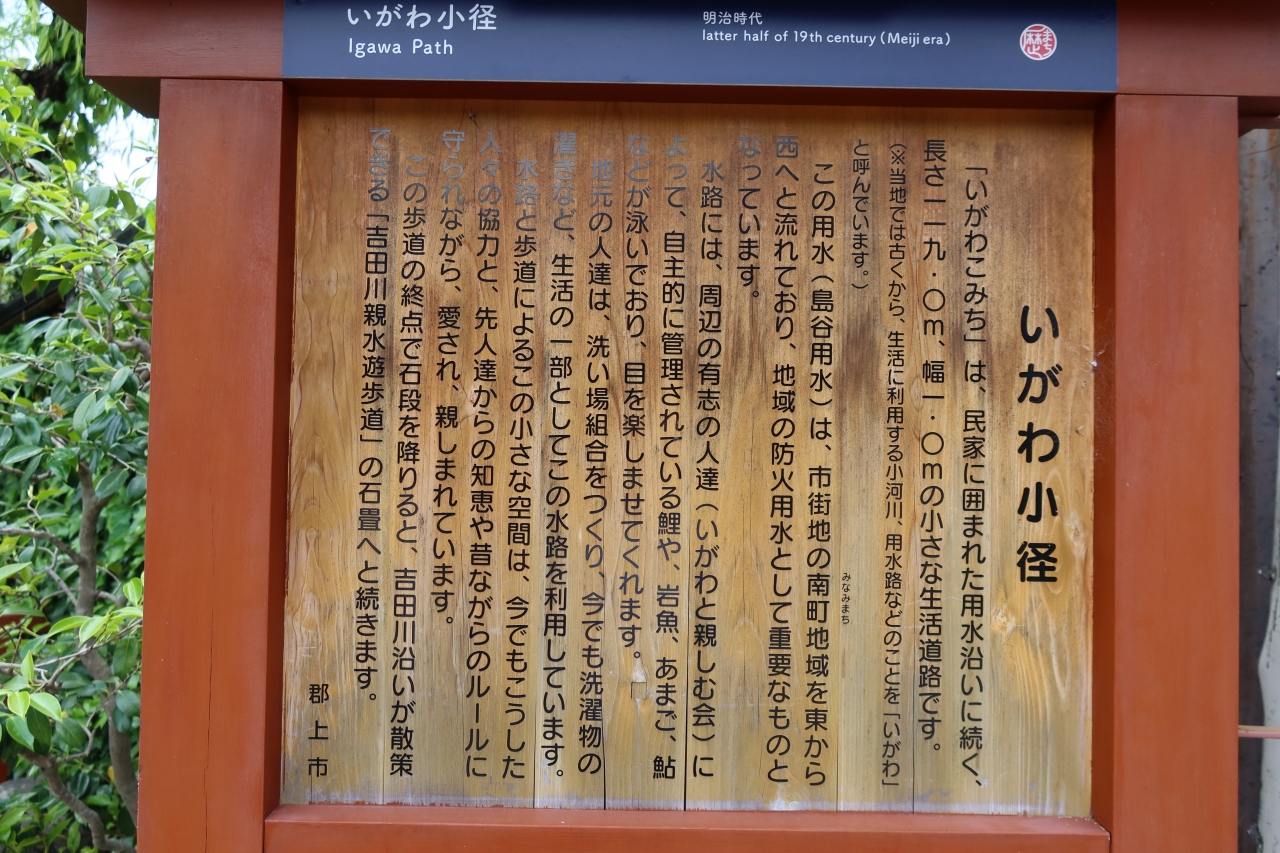 いがわ小径
Igawa Path
明治時代
latter half of 19th century (Meiji era)
いがわ小径
「いがわこみち」は、民家に囲まれた用水沿いに続く、
長さ一一九・〇m、幅一・〇mの小さな生活道路です。
(※当地では古くから、生活に利用する小河川、用水路などのことを「いがわ」
と呼んでいます。)
みなみまち
この用水(島谷用水)は、市街地の南町地域を東から
西へと流れており、地域の防火用水として重要なものと
なっています。
水路には、周辺の有志の人達(いがわと親しむ会)に
よって、自主的に管理されている鯉や、岩魚、あまご、鮎
などが泳いでおり、目を楽しませてくれます。
地元の人達は、洗い場組合をつくり、今でも洗濯物の
濯ぎなど、生活の一部としてこの水路を利用しています。
水路と歩道によるこの小さな空間は、今でもこうした
人々の協力と、先人達からの知恵や昔ながらのルールに
守られながら、愛され、親しまれています。
この歩道の終点で石段を降りると、吉田川沿いが散策
できる「吉田川親水遊歩道」の石畳へと続きます。
郡上市